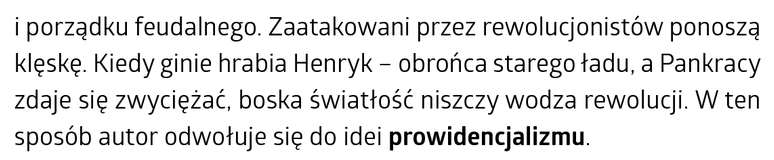 i porządku feudalnego. Zaatakowani przez rewolucjonistów ponoszą
klęskę. Kiedy ginie hrabia Henryk – obrońca starego ładu, a Pankracy
zdaje się zwyciężać, boska światłość niszczy wodza rewolucji. W ten
sposób autor odwołuje się do idei prowidencjalizmu.